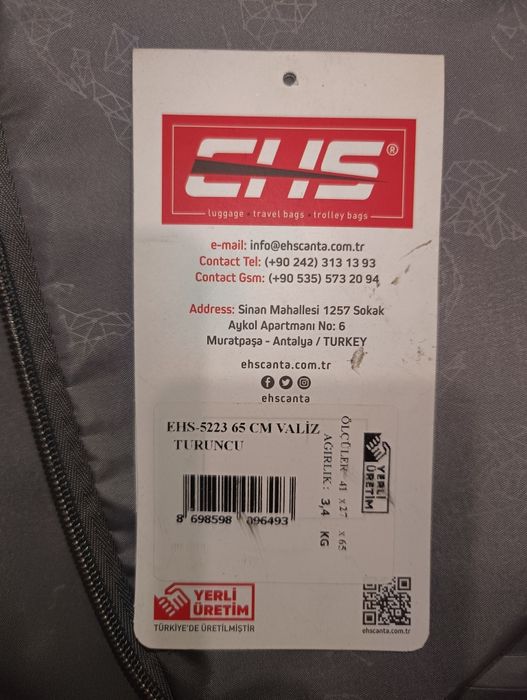 EHS®
luggage • travel bags • trolley bags
e-mail: info@ehscanta.com.tr
Contact Tel: (+90 242) 313 13 93
Contact Gsm: (+90 535) 573 20 94
Address: Sinan Mahallesi 1257 Sokak
Aykol Apartmanı No: 6
Muratpaşa - Antalya / TURKEY
ehscanta.com.tr
ehscanta
EHS-5223 65 CM VALİZ
TURUNCU
8 698598 096493
ÖLÇÜLER 41 x 27 x 65
AĞIRLIK : 3,4 KG
YERLİ
ÜRETİM
YERLİ
ÜRETİM
TÜRKİYE'DE ÜRETİLMİŞTİR
ehscanta.com.tr